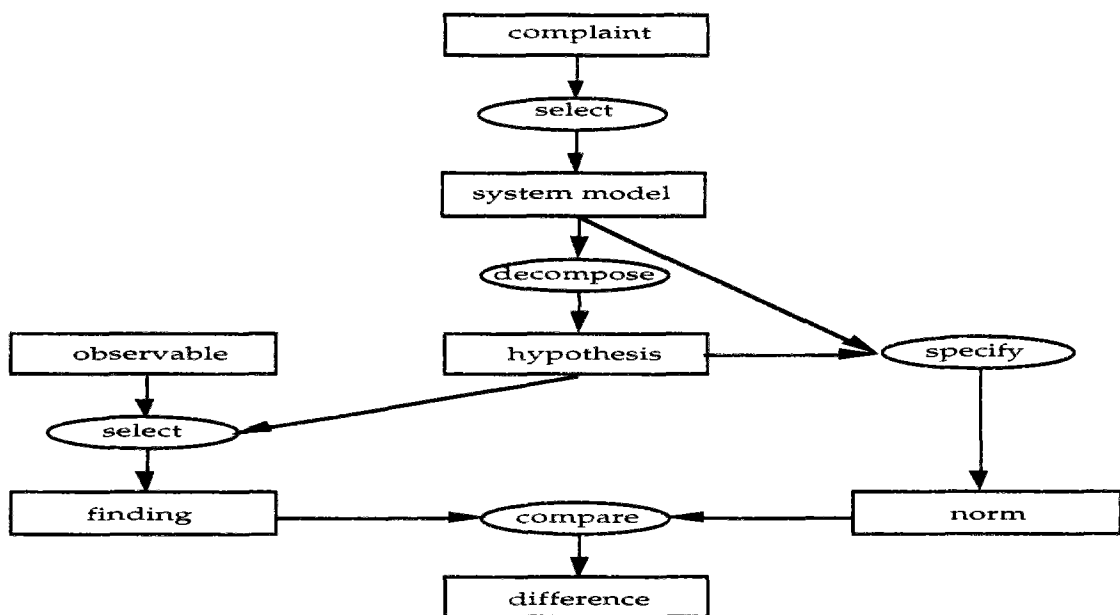 complaint
select
system model
decompose
observable
hypothesis
specify
select
finding
compare
norm
difference